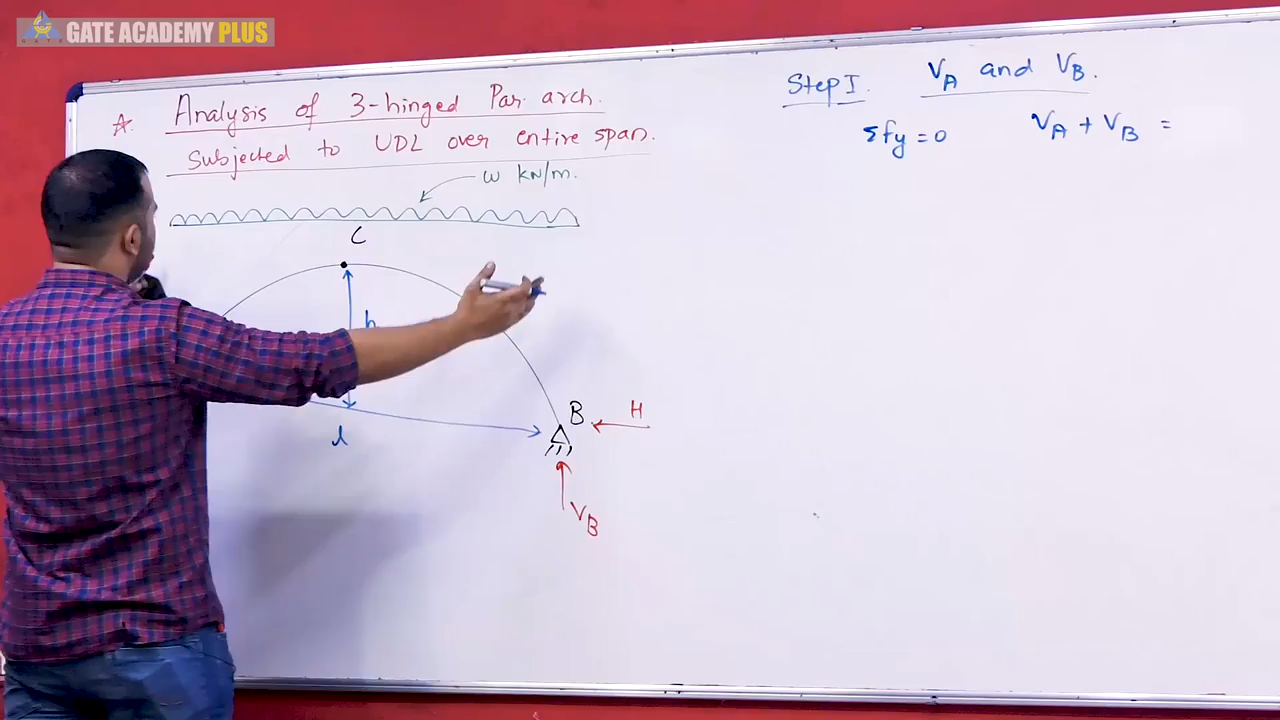 GATE ACADEMY PLUS
GATE
☆. Analysis of 3-hinged Par. arch.
subjected to UDL over entire span.
w kN/m.
C
h
l
B
H
VB
Step I. VA and VB.
Σfy = 0 VA + VB =